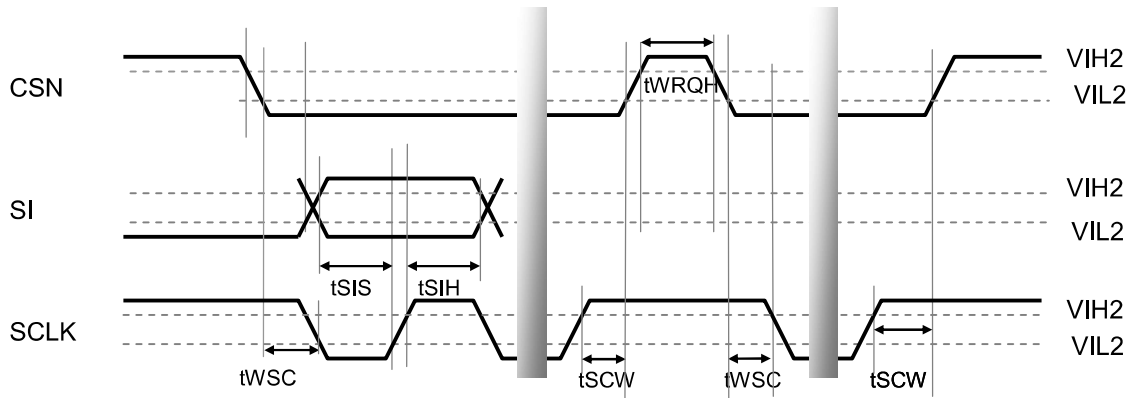 VIH2
CSN
tWRQH
VIL2
VIH2
SI
VIL2
tSIS
tSIH
VIH2
SCLK
VIL2
tWSC
tSCW
tWSC
tSCW